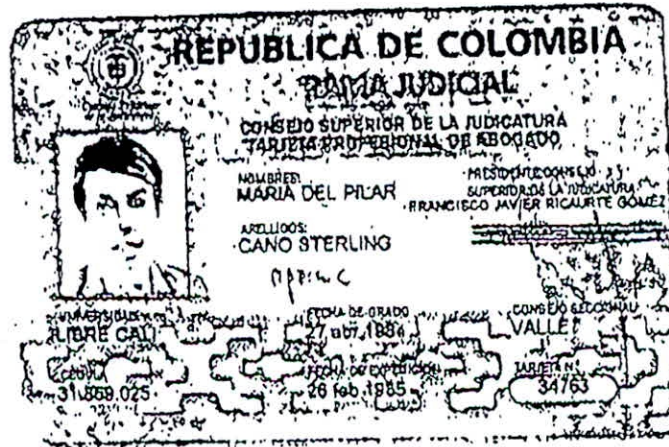 REPUBLICA DE COLOMBIA
RAMA JUDICIAL
CONSEJO SUPERIOR DE LA JUDICATURA
TARJETA PROFESIONAL DE ABOGADO
NOMBRES:
MARIA DEL PILAR
PRESIDENTE CONSEJO
SUPERIOR DE LA JUDICATURA
FRANCISCO JAVIER RICAURTE GÓMEZ
APELLIDOS:
CANO STERLING
UNIVERSIDAD
LIBRE CALI
FECHA DE GRADO
27 abr 1984
CONSEJO SECCIONAL
VALLE
CEDULA
31.859.025
FECHA DE EXPEDICION
26 feb 1985
TARJETA N°
34763